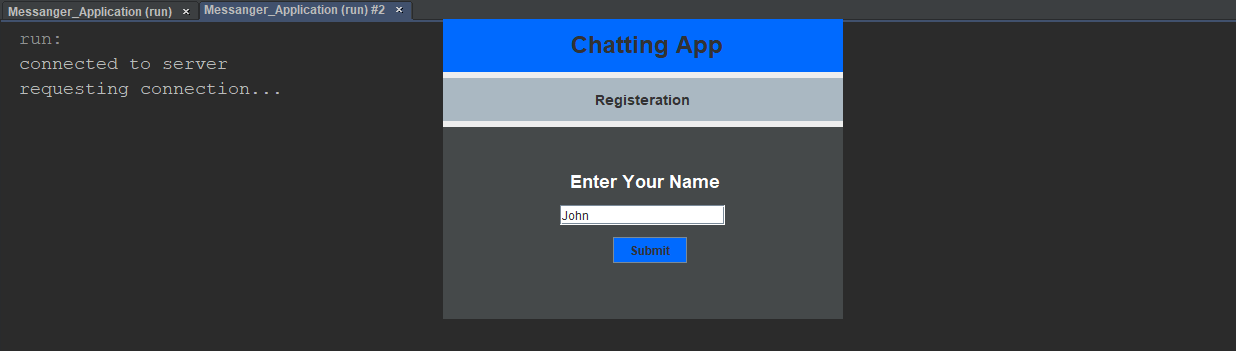 Messanger_Application (run) × Messanger_Application (run) #2 ×
run:
connected to server
requesting connection...
Chatting App
Registeration
Enter Your Name
John
Submit